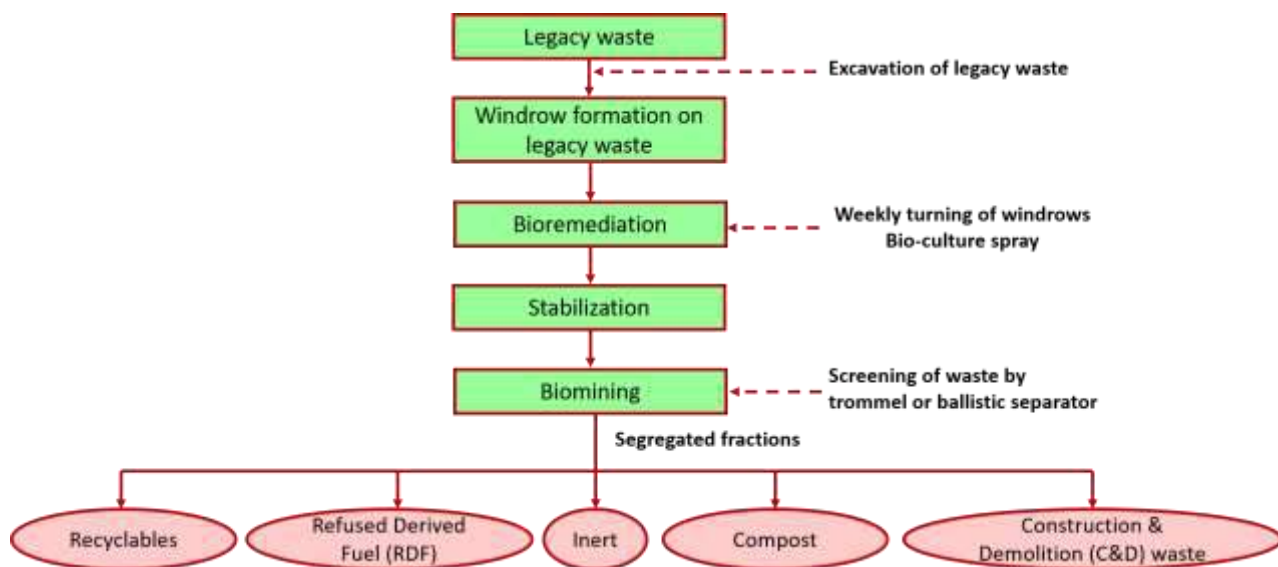 Legacy waste
Excavation of legacy waste
Windrow formation on
legacy waste
Bioremediation
Weekly turning of windrows
Bio-culture spray
Stabilization
Biomining
Screening of waste by
trommel or ballistic separator
Segregated fractions
Recyclables
Refused Derived
Fuel (RDF)
Inert
Compost
Construction &
Demolition (C&D) waste